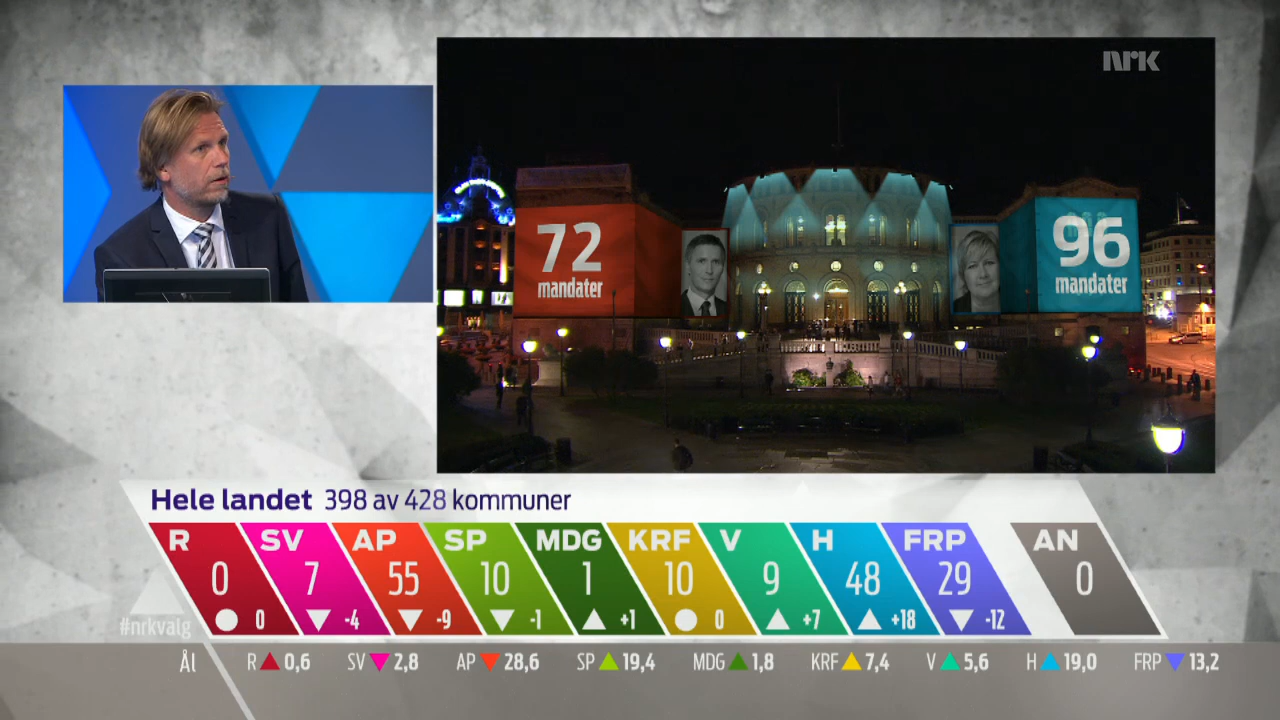 nrk
72
mandater
96
mandater
Hele landet 398 av 428 kommuner
R SV AP SP MDG KRF V H FRP AN
0 7 55 10 1 10 9 48 29 0
0 -4 -9 -1 +1 0 +7 +18 -12
#nrkvalg
Ål R 0,6 SV 2,8 AP 28,6 SP 19,4 MDG 1,8 KRF 7,4 V 5,6 H 19,0 FRP 13,2